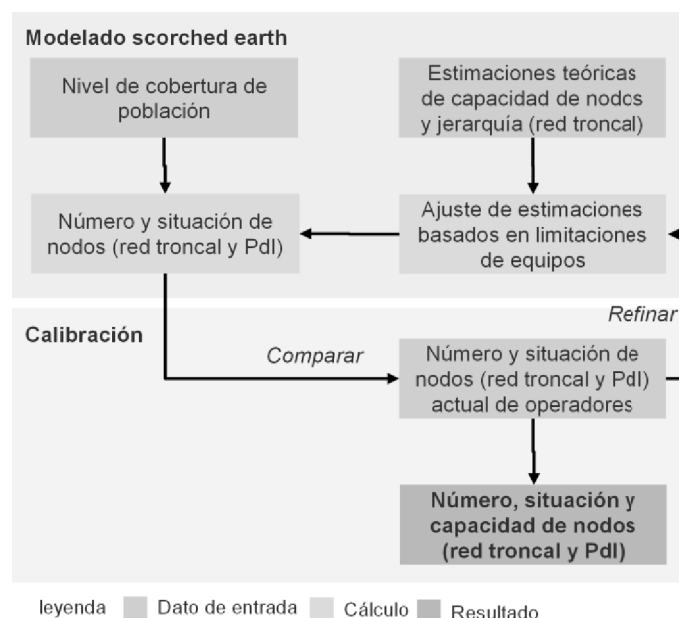 Modelado scorched earth
Nivel de cobertura de
población
Estimaciones teóricas
de capacidad de nodos
y jerarquía (red troncal)
Número y situación de
nodos (red troncal y PdI)
Ajuste de estimaciones
basados en limitaciones
de equipos
Refinar
Calibración
Comparar
Número y situación de
nodos (red troncal y PdI)
actual de operadores
Número, situación y
capacidad de nodos
(red troncal y PdI)
leyenda Dato de entrada Cálculo Resultado